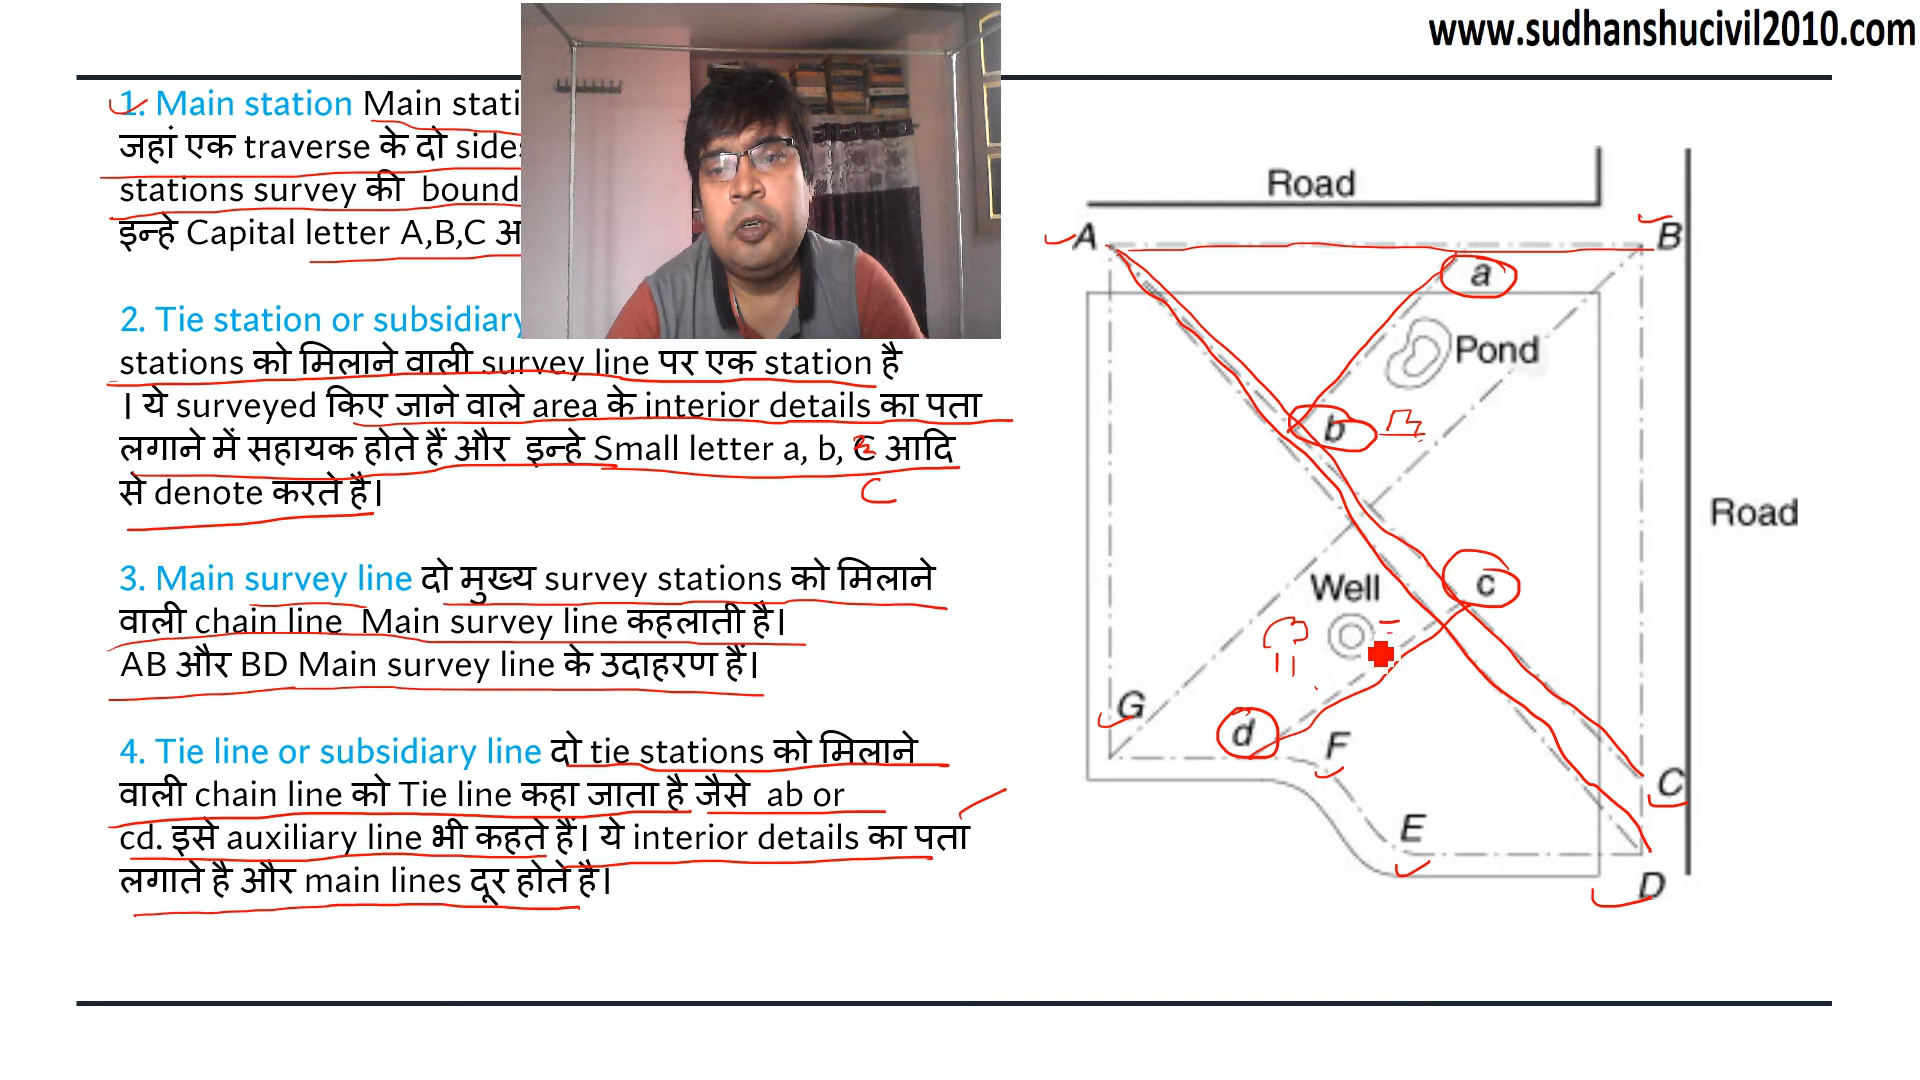 www.sudhanshucivil2010.com
1. Main station Main stati
जहां एक traverse के दो sides
stations survey की bound
इन्हे Capital letter A,B,C अ
2. Tie station or subsidiary
stations को मिलाने वाली survey line पर एक station है
। ये surveyed किए जाने वाले area के interior details का पता
लगाने में सहायक होते हैं और इन्हे Small letter a, b, C आदि
से denote करते है।
C
3. Main survey line दो मुख्य survey stations को मिलाने
वाली chain line Main survey line कहलाती है।
AB और BD Main survey line के उदाहरण हैं।
4. Tie line or subsidiary line दो tie stations को मिलाने
वाली chain line को Tie line कहा जाता है जैसे ab or
cd. इसे auxiliary line भी कहते हैं। ये interior details का पता
लगाते है और main lines दूर होते है।
Road
A
B
a
Pond
b
Road
Well
c
G
d
F
C
E
D